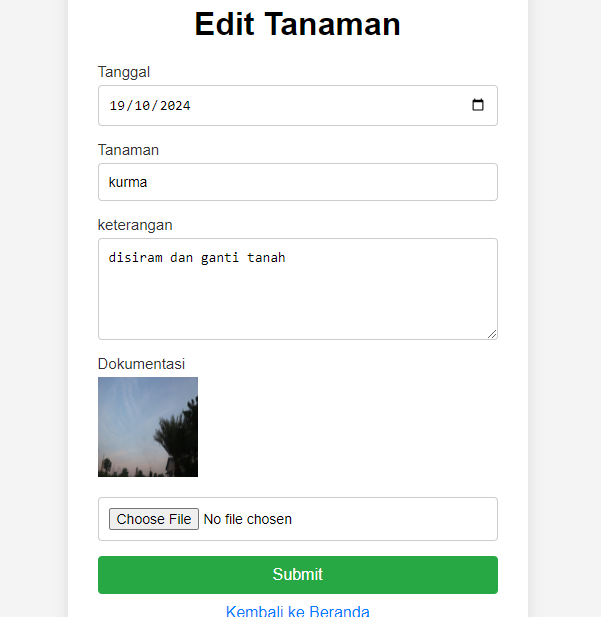 Edit Tanaman
Tanggal
19/10/2024
Tanaman
kurma
keterangan
disiram dan ganti tanah
Dokumentasi
Choose File No file chosen
Submit
Kembali ke Beranda